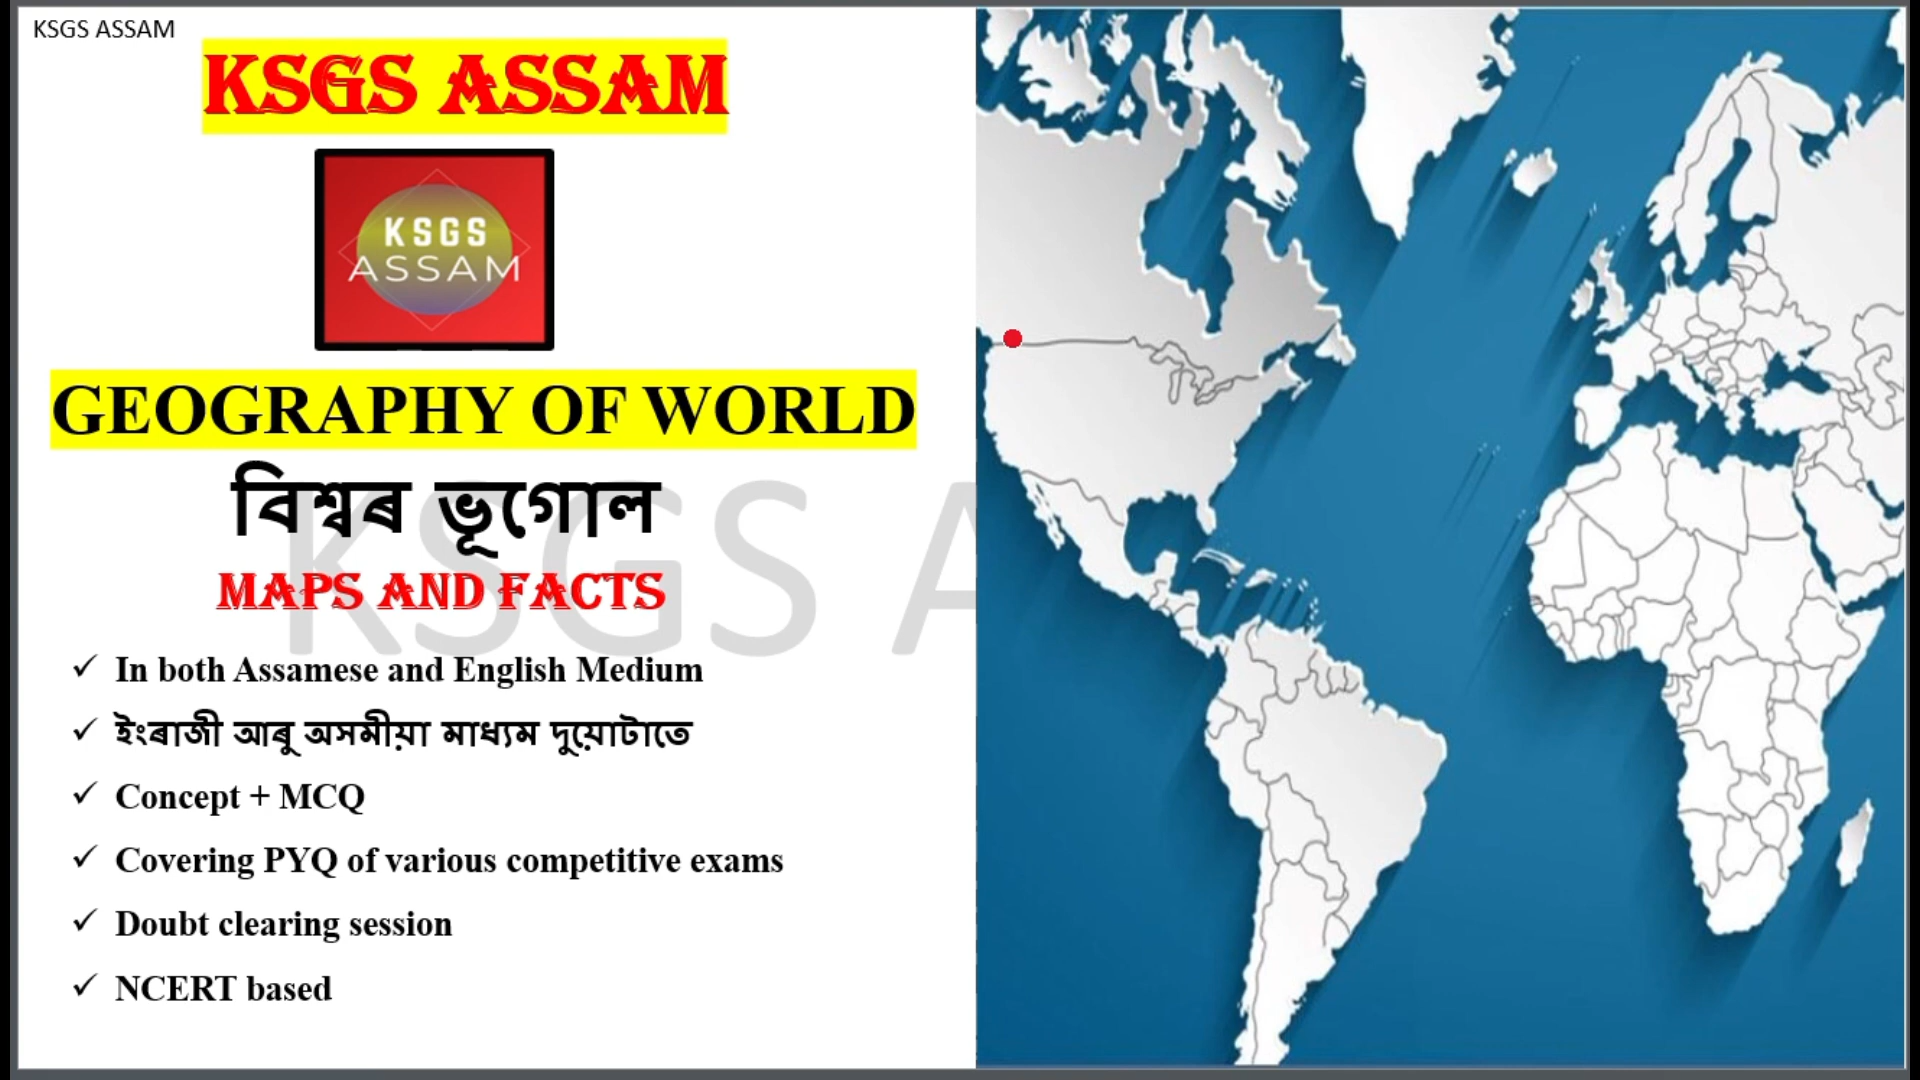 KSGS ASSAM
KSGS ASSAM
KSGS
ASSAM
GEOGRAPHY OF WORLD
বিশ্বৰ ভূগোল
MAPS AND FACTS
KSGS A
✓ In both Assamese and English Medium
✓ ইংৰাজী আৰু অসমীয়া মাধ্যম দুয়োটাতে
✓ Concept + MCQ
✓ Covering PYQ of various competitive exams
✓ Doubt clearing session
✓ NCERT based